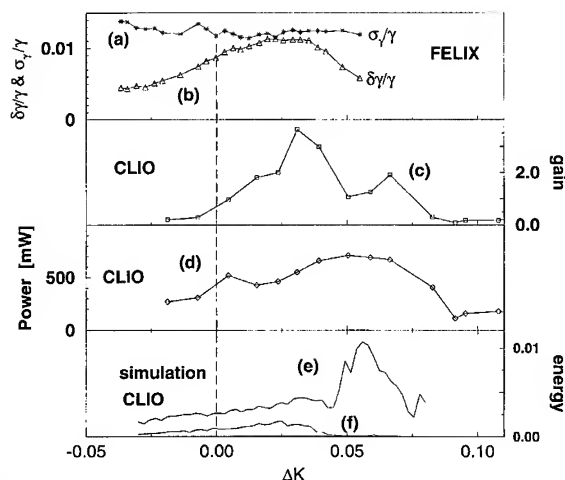 (a)
σγ/γ
FELIX
0.01
δγ/γ
(b)
0
δγ/γ & σγ/γ
CLIO
(c)
2.0
0.0
gain
(d)
500
CLIO
0
Power [mW]
simulation
(e)
0.01
CLIO
(f)
0.00
energy
-0.05
0.00
0.05
0.10
ΔK